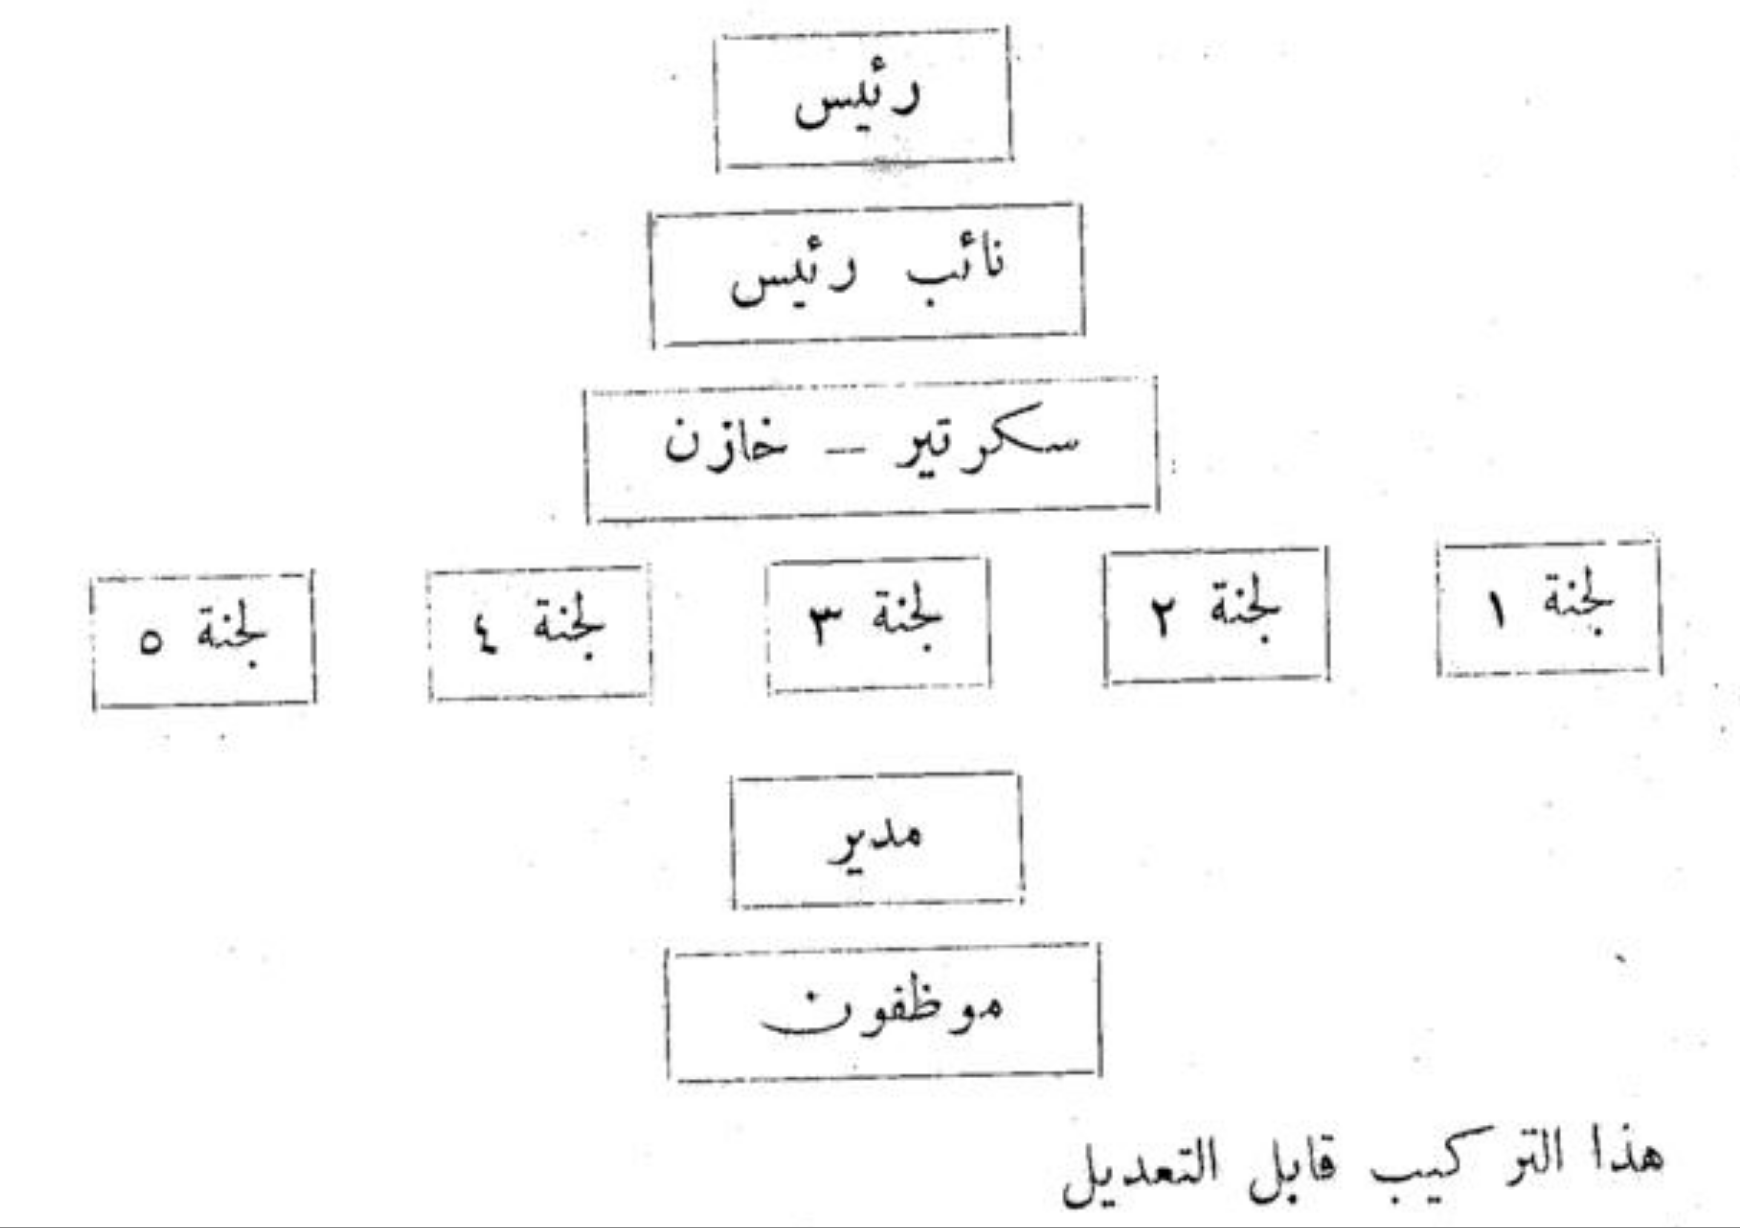 رئيس
نائب رئيس
سكرتير – خازن
لجنة ١ لجنة ٢ لجنة ٣ لجنة ٤ لجنة ٥
مدير
موظفون
هذا التركيب قابل التعديل